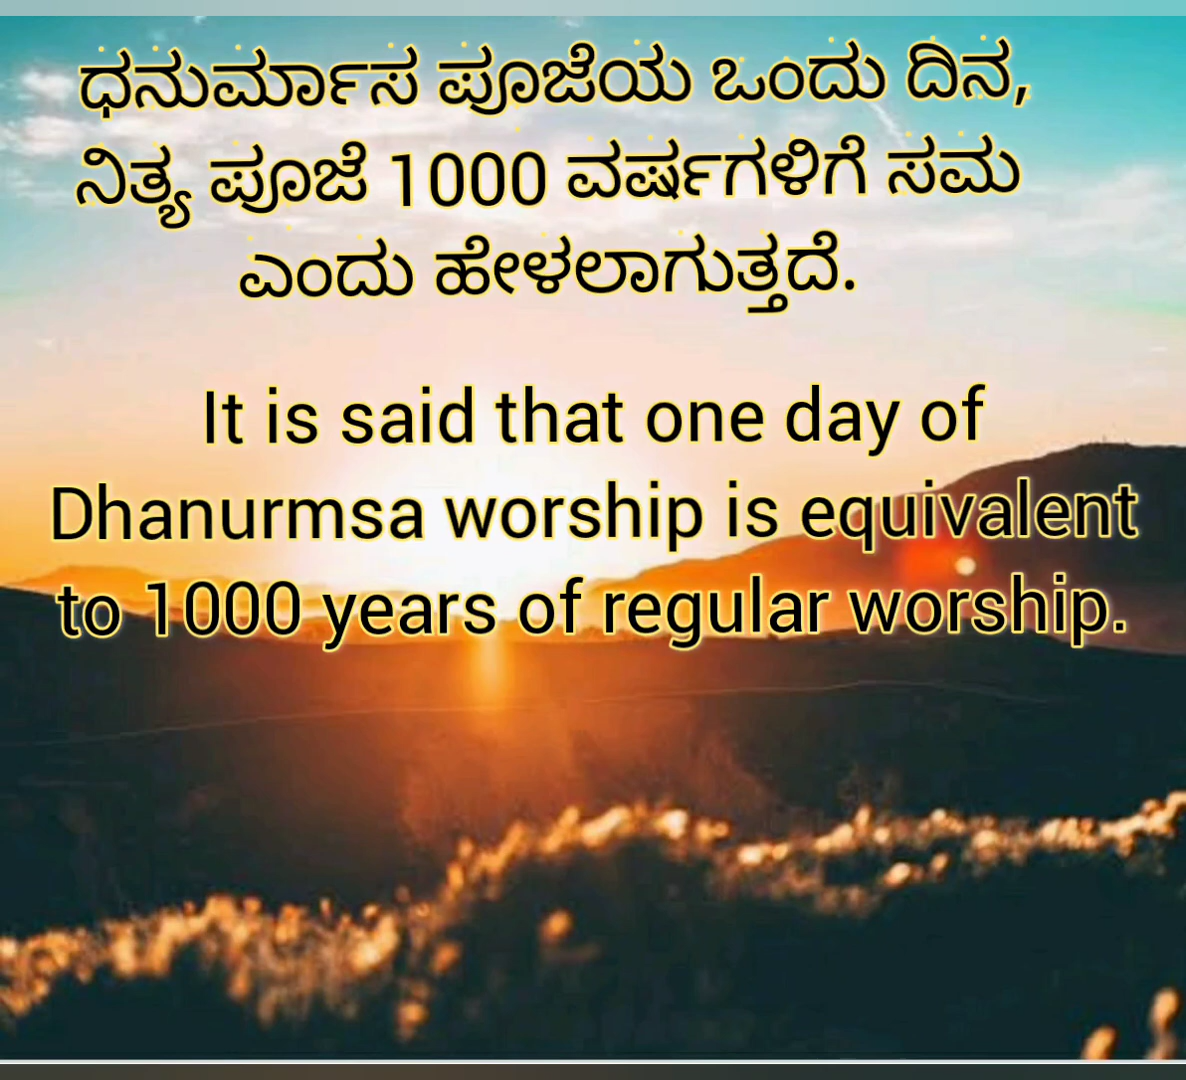 ಧನುರ್ಮಾಸ ಪೂಜೆಯ ಒಂದು ದಿನ,
ನಿತ್ಯ ಪೂಜೆ 1000 ವರ್ಷಗಳಿಗೆ ಸಮ
ಎಂದು ಹೇಳಲಾಗುತ್ತದೆ.
It is said that one day of
Dhanurmsa worship is equivalent
to 1000 years of regular worship.